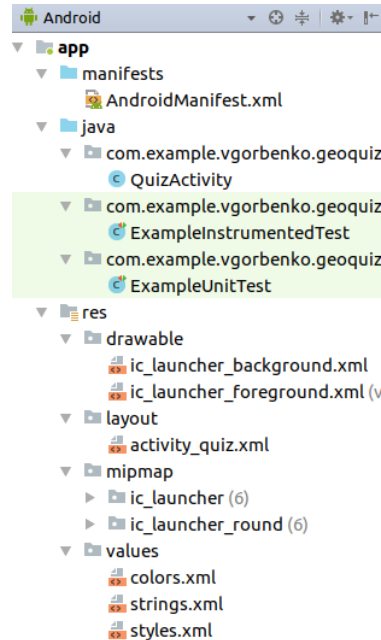 Android
app
manifests
AndroidManifest.xml
java
com.example.vgorbenko.geoquiz
QuizActivity
com.example.vgorbenko.geoquiz
ExampleInstrumentedTest
com.example.vgorbenko.geoquiz
ExampleUnitTest
res
drawable
ic_launcher_background.xml
ic_launcher_foreground.xml (v
layout
activity_quiz.xml
mipmap
ic_launcher (6)
ic_launcher_round (6)
values
colors.xml
strings.xml
styles.xml